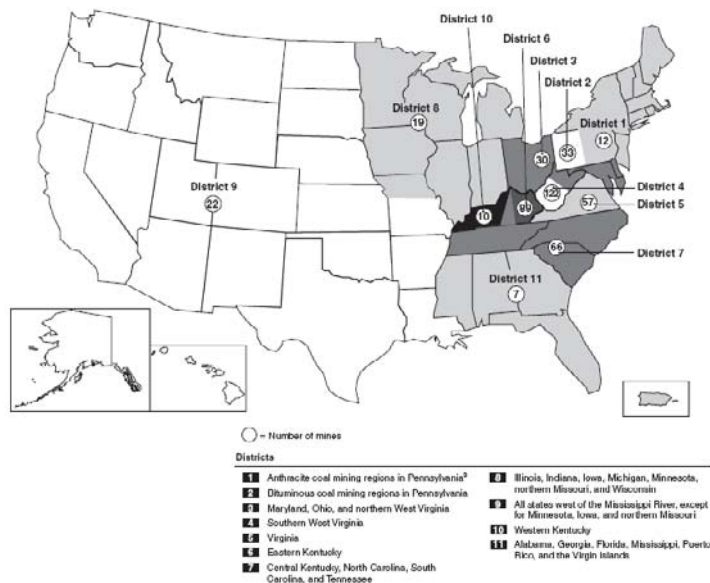 District 10
District 6
District 3
District 2
District 8
19
District 1
12
30
33
District 9
22
122
District 4
57
District 5
10
99
66
District 7
District 11
7
= Number of mines
Districts
1 Anthracite coal mining regions in Pennsylvania³
2 Bituminous coal mining regions in Pennsylvania
3 Maryland, Ohio, and northern West Virginia
4 Southern West Virginia
5 Virginia
6 Eastern Kentucky
7 Central Kentucky, North Carolina, South
Carolina, and Tennessee
8 Illinois, Indiana, Iowa, Michigan, Minnesota,
northern Missouri, and Wisconsin
9 All states west of the Mississippi River, except
for Minnesota, Iowa, and northern Missouri
10 Western Kentucky
11 Alabama, Georgia, Florida, Mississippi, Puerto
Rico, and the Virgin Islands